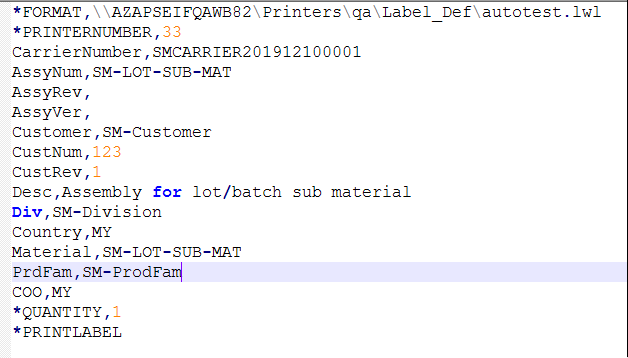 *FORMAT,\\AZAPSEIFQAWB82\Printers\qa\Label_Def\autotest.lwl
*PRINTERNUMBER,33
CarrierNumber,SMCARRIER201912100001
AssyNum,SM-LOT-SUB-MAT
AssyRev,
AssyVer,
Customer,SM-Customer
CustNum,123
CustRev,1
Desc,Assembly for lot/batch sub material
Div,SM-Division
Country,MY
Material,SM-LOT-SUB-MAT
PrdFam,SM-ProdFam
COO,MY
*QUANTITY,1
*PRINTLABEL